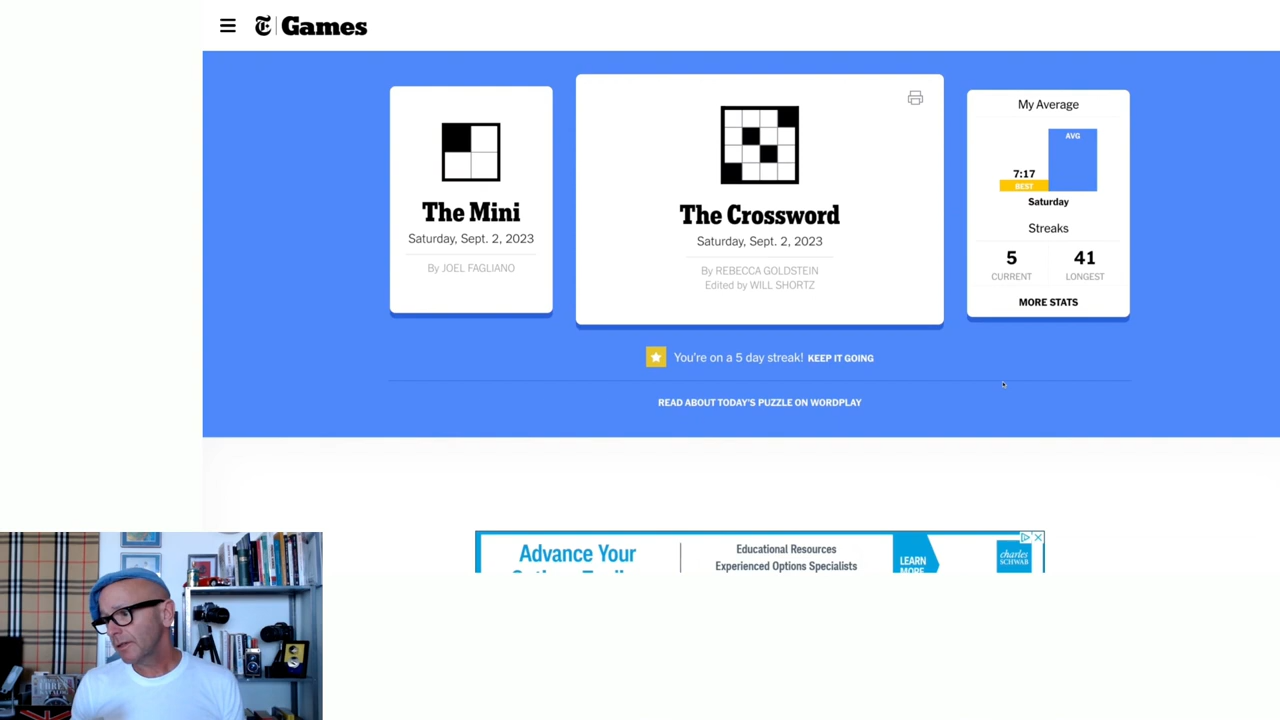 T Games
The Mini
Saturday, Sept. 2, 2023
By JOEL FAGLIANO
The Crossword
Saturday, Sept. 2, 2023
By REBECCA GOLDSTEIN
Edited by WILL SHORTZ
My Average
AVG
7:17
BEST
Saturday
Streaks
5
41
CURRENT
LONGEST
MORE STATS
You're on a 5 day streak! KEEP IT GOING
READ ABOUT TODAY'S PUZZLE ON WORDPLAY
Advance Your
Educational Resources
Experienced Options Specialists
LEARN
MORE
charles
SCHWAB